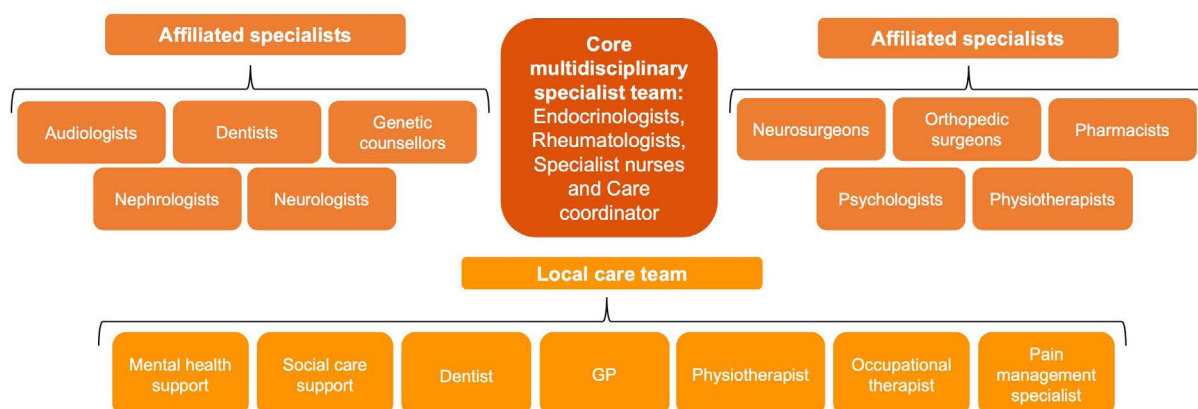 Affiliated specialists
Audiologists
Dentists
Genetic
counsellors
Nephrologists
Neurologists
Core
multidisciplinary
specialist team:
Endocrinologists,
Rheumatologists,
Specialist nurses
and Care
coordinator
Affiliated specialists
Neurosurgeons
Orthopedic
surgeons
Pharmacists
Psychologists
Physiotherapists
Local care team
Mental health
support
Social care
support
Dentist
GP
Physiotherapist
Occupational
therapist
Pain
management
specialist